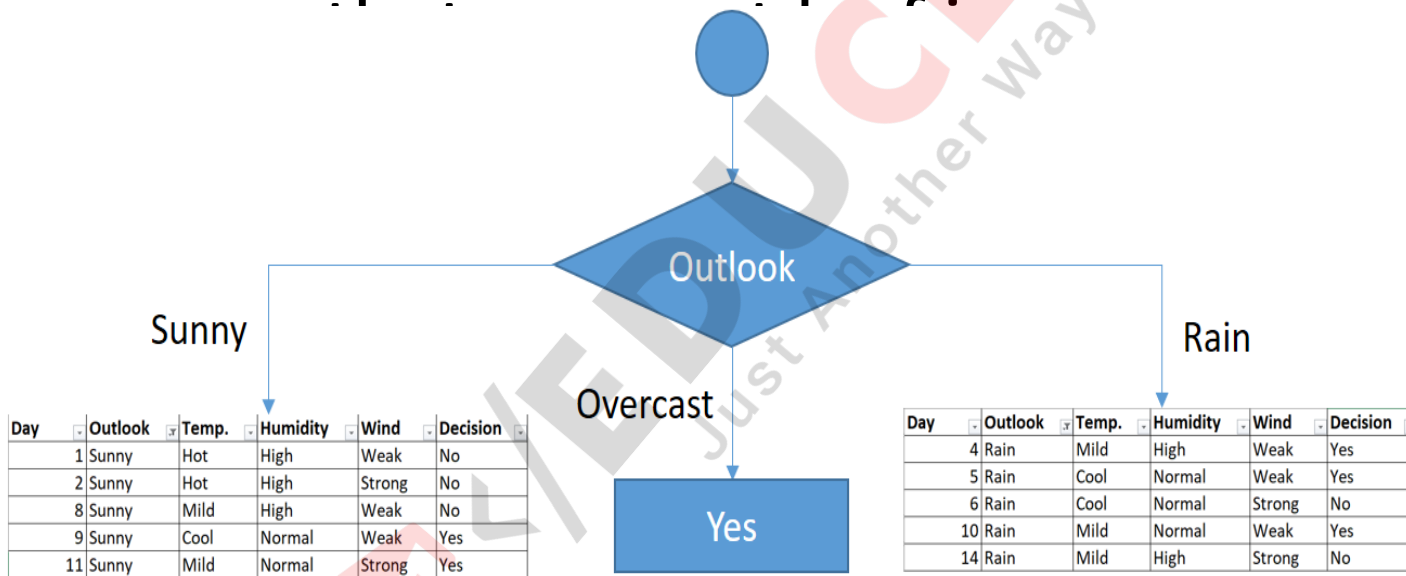 Outlook
Sunny
Rain
Overcast
Day Outlook Temp. Humidity Wind Decision
1 Sunny Hot High Weak No
2 Sunny Hot High Strong No
8 Sunny Mild High Weak No
9 Sunny Cool Normal Weak Yes
11 Sunny Mild Normal Strong Yes
Yes
Day Outlook Temp. Humidity Wind Decision
4 Rain Mild High Weak Yes
5 Rain Cool Normal Weak Yes
6 Rain Cool Normal Strong No
10 Rain Mild Normal Weak Yes
14 Rain Mild High Strong No
Just Another Way